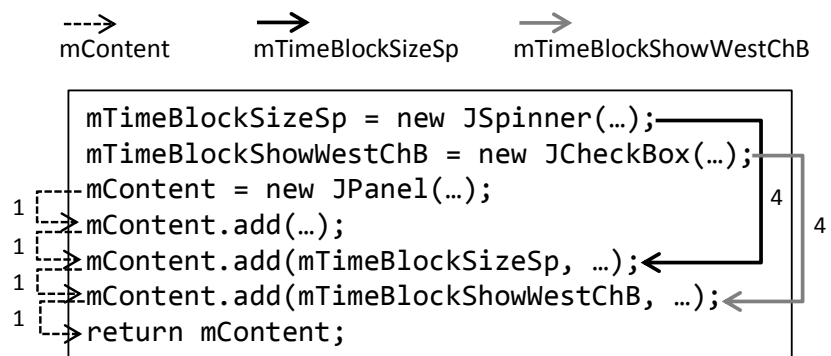 mContent mTimeBlockSizeSp mTimeBlockShowWestChB
mTimeBlockSizeSp = new JSpinner(…);
mTimeBlockShowWestChB = new JCheckBox(…);
mContent = new JPanel(…);
1 4
mContent.add(…);
4
1
mContent.add(mTimeBlockSizeSp, …);
1
mContent.add(mTimeBlockShowWestChB, …);
1
return mContent;